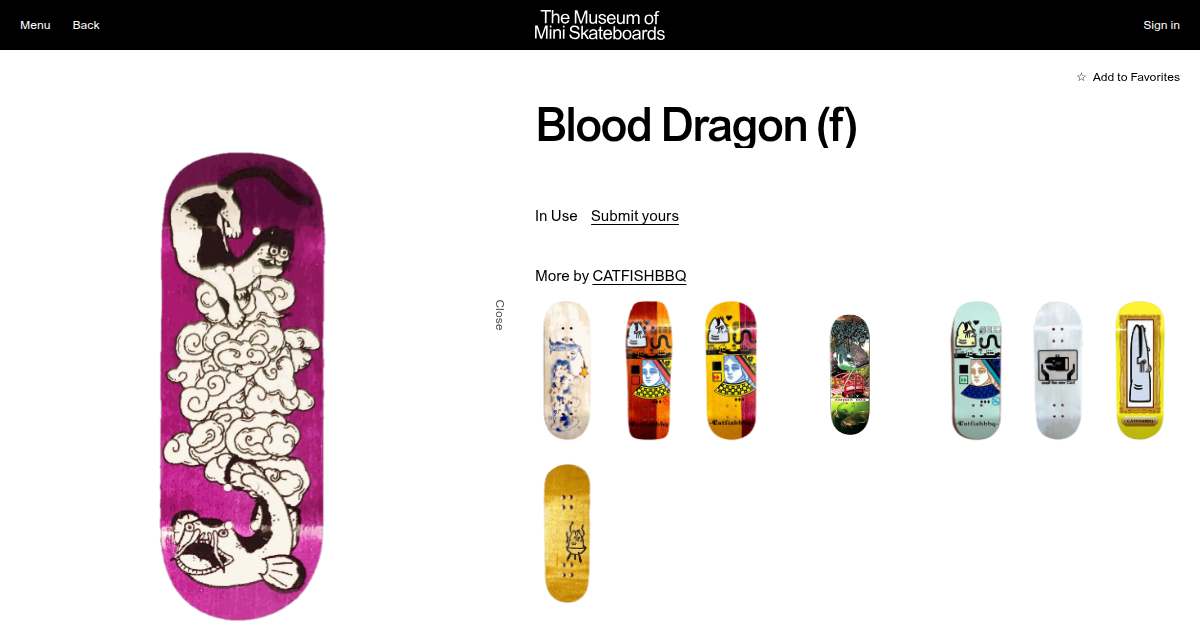 Menu
Back
The Museum of
Mini Skateboards
Sign in
☆ Add to Favorites
Blood Dragon (f)
In Use
Submit yours
More by CATFISHBBQ
Close
-Catfishbbq-